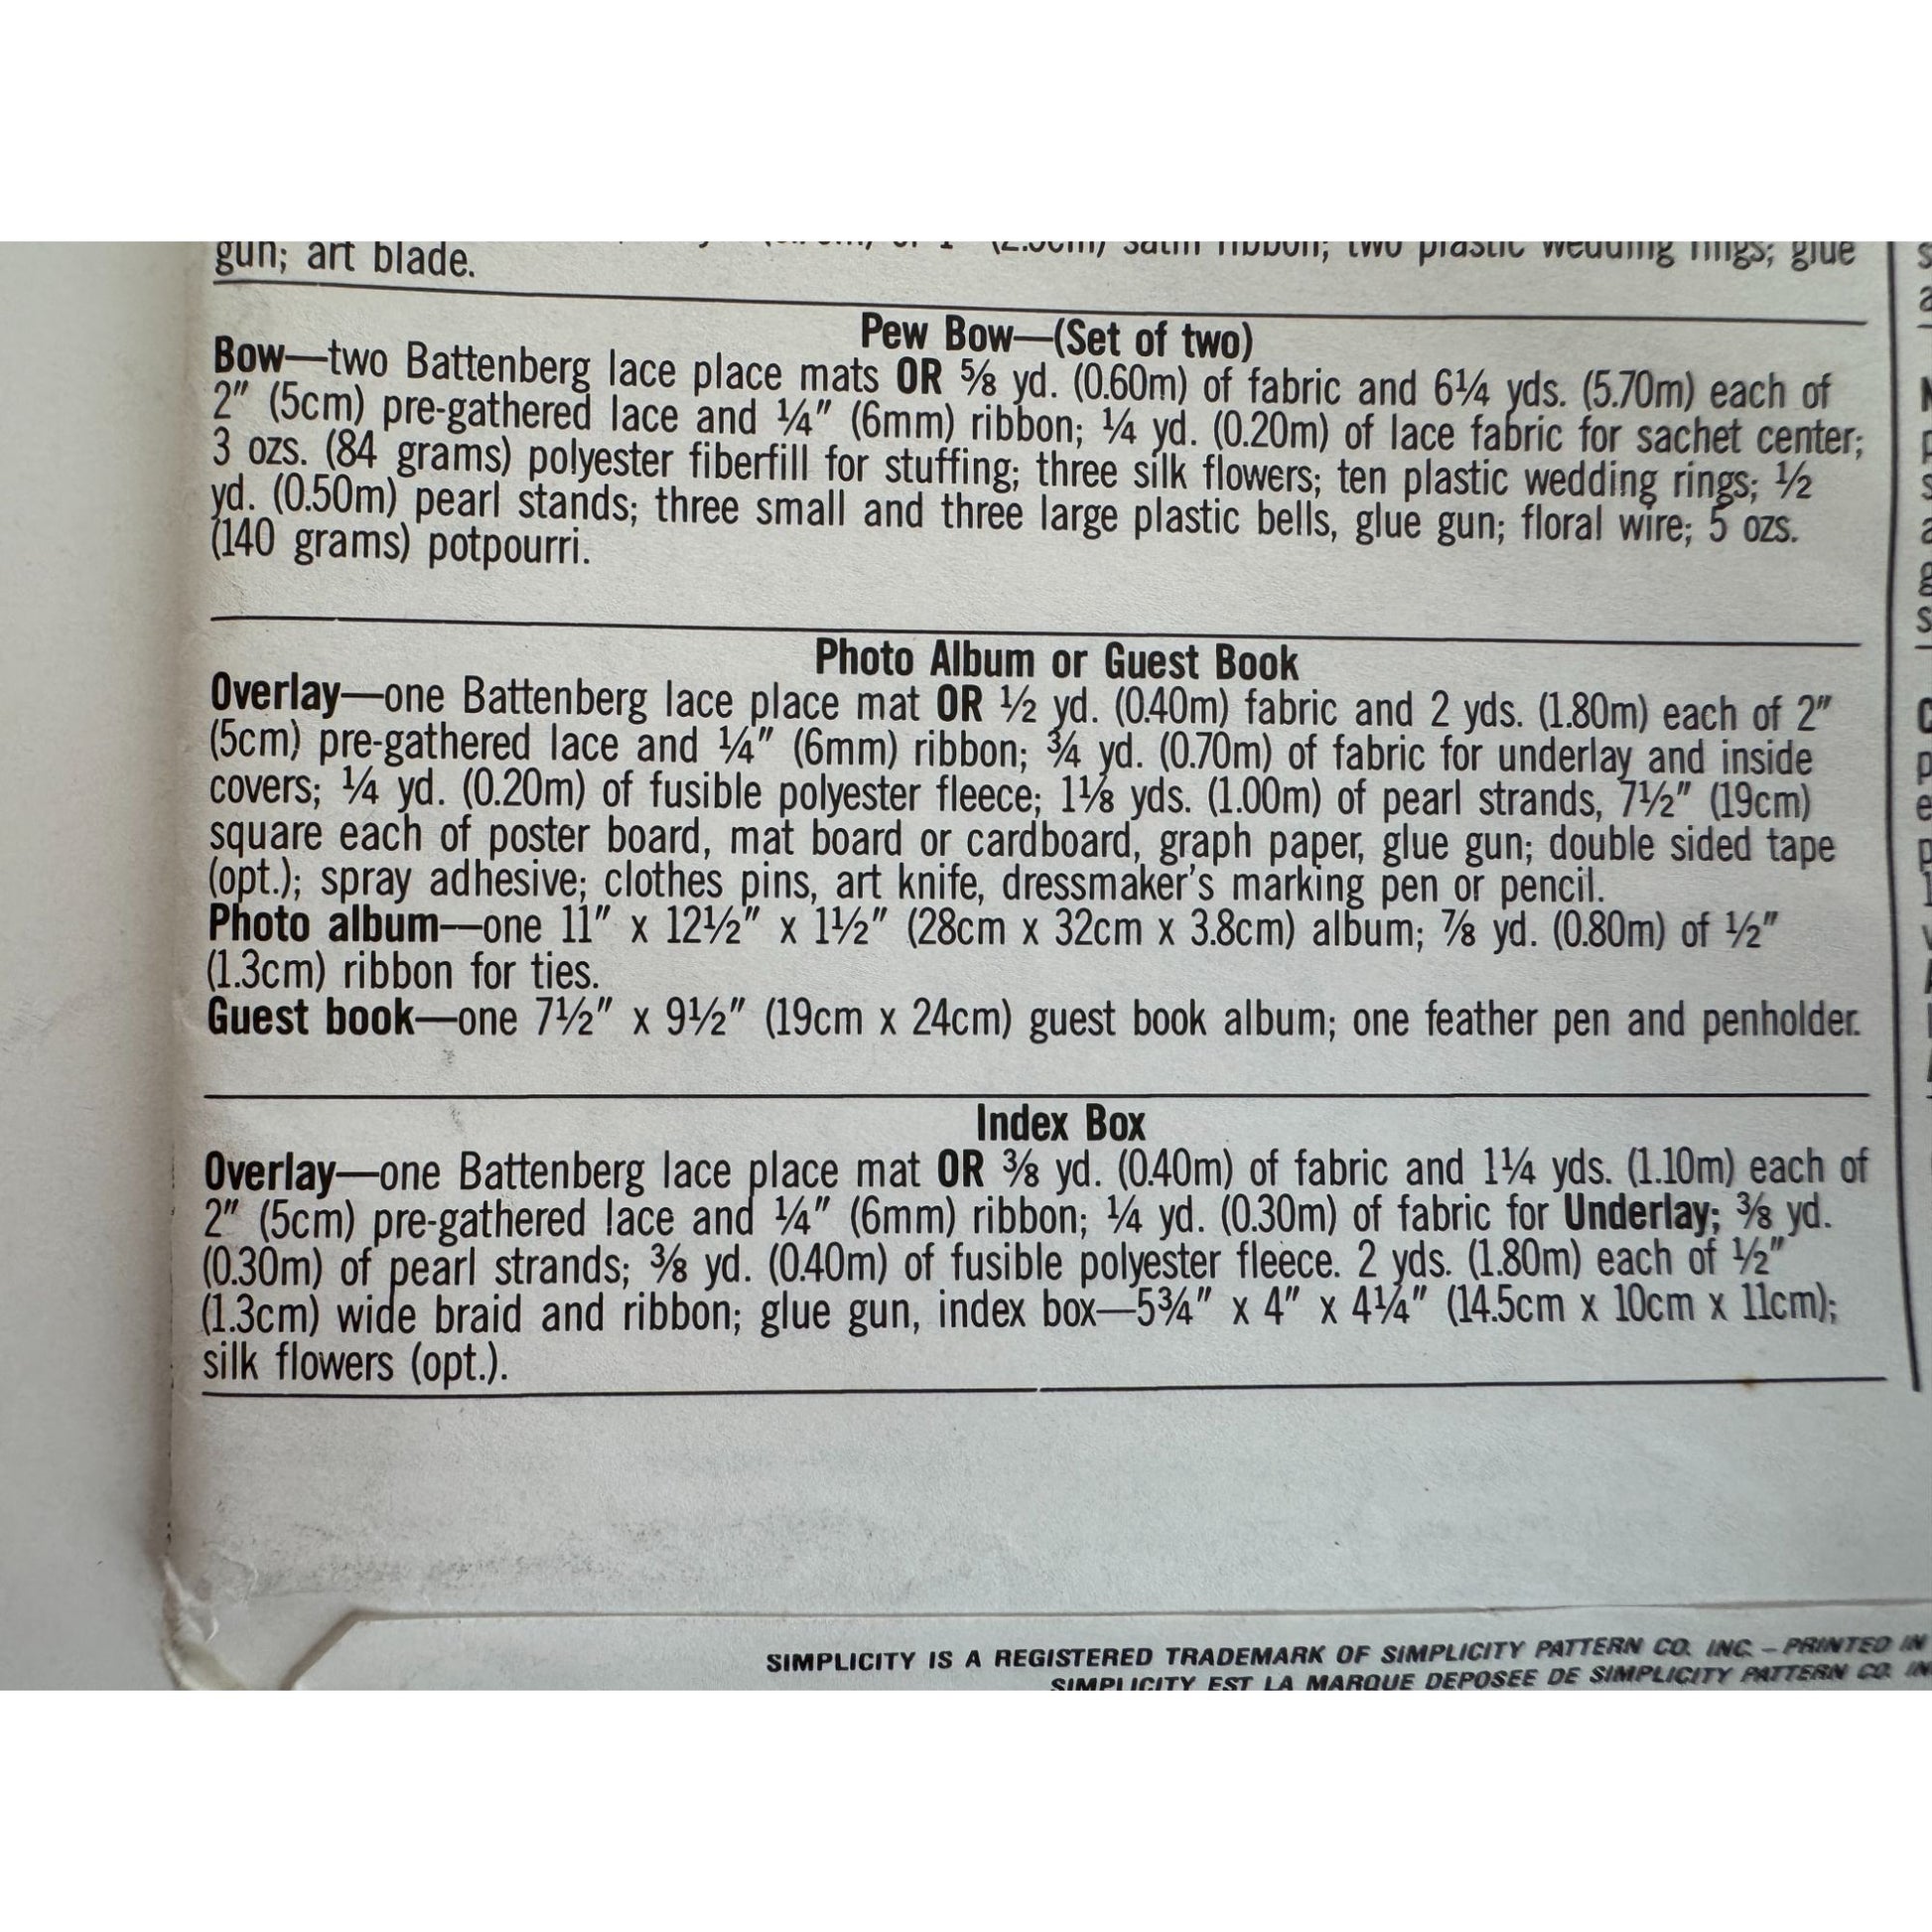 satin ribbon; two plastic wedding rings; glue
gun; art blade.
Pew Bow—(Set of two)
Bow—two Battenberg lace place mats OR ⅝ yd. (0.60m) of fabric and 6¼ yds. (5.70m) each of
2" (5cm) pre-gathered lace and ¼" (6mm) ribbon; ¼ yd. (0.20m) of lace fabric for sachet center;
3 ozs. (84 grams) polyester fiberfill for stuffing; three silk flowers; ten plastic wedding rings; ½
yd. (0.50m) pearl stands; three small and three large plastic bells, glue gun; floral wire; 5 ozs.
(140 grams) potpourri.
Photo Album or Guest Book
Overlay—one Battenberg lace place mat OR ½ yd. (0.40m) fabric and 2 yds. (1.80m) each of 2"
(5cm) pre-gathered lace and ¼" (6mm) ribbon; ¾ yd. (0.70m) of fabric for underlay and inside
covers; ¼ yd. (0.20m) of fusible polyester fleece; 1⅛ yds. (1.00m) of pearl strands, 7½" (19cm)
square each of poster board, mat board or cardboard, graph paper, glue gun; double sided tape
(opt.); spray adhesive; clothes pins, art knife, dressmaker's marking pen or pencil.
Photo album—one 11" x 12½" x 1½" (28cm x 32cm x 3.8cm) album; ⅞ yd. (0.80m) of ½"
(1.3cm) ribbon for ties.
Guest book—one 7½" x 9½" (19cm x 24cm) guest book album; one feather pen and penholder.
Index Box
Overlay—one Battenberg lace place mat OR ⅜ yd. (0.40m) of fabric and 1¼ yds. (1.10m) each of
2" (5cm) pre-gathered lace and ¼" (6mm) ribbon; ¼ yd. (0.30m) of fabric for Underlay; ⅜ yd.
(0.30m) of pearl strands; ⅜ yd. (0.40m) of fusible polyester fleece. 2 yds. (1.80m) each of ½"
(1.3cm) wide braid and ribbon; glue gun, index box—5¾" x 4" x 4¼" (14.5cm x 10cm x 11cm);
silk flowers (opt.).
SIMPLICITY IS A REGISTERED TRADEMARK OF SIMPLICITY PATTERN CO. INC. – PRINTED IN
SIMPLICITY EST LA MARQUE DEPOSEE DE SIMPLICITY PATTERN CO. IN